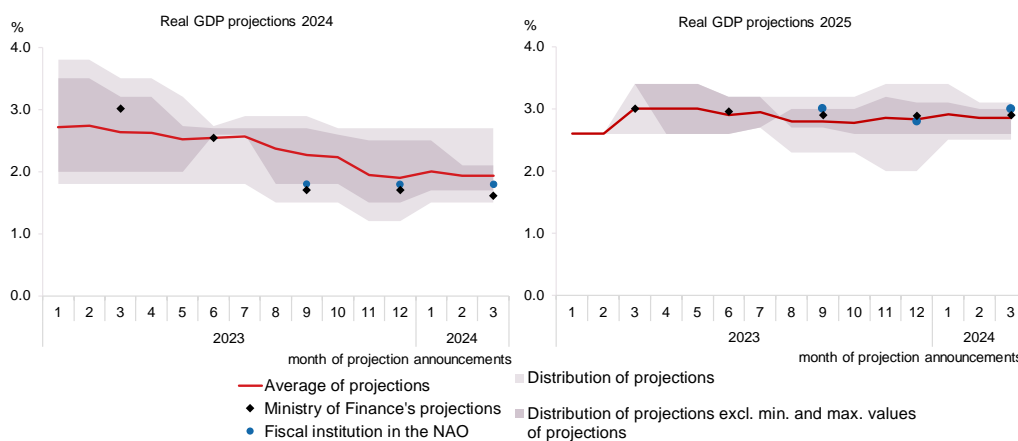 Real GDP projections 2024
%
4.0
3.0
2.0
1.0
0.0
1 2 3 4 5 6 7 8 9 10 11 12 1 2 3
2023 2024
month of projection announcements
Real GDP projections 2025
%
4.0
3.0
2.0
1.0
0.0
1 2 3 4 5 6 7 8 9 10 11 12 1 2 3
2023 2024
month of projection announcements
Average of projections
Ministry of Finance's projections
Fiscal institution in the NAO
Distribution of projections
Distribution of projections excl. min. and max. values
of projections